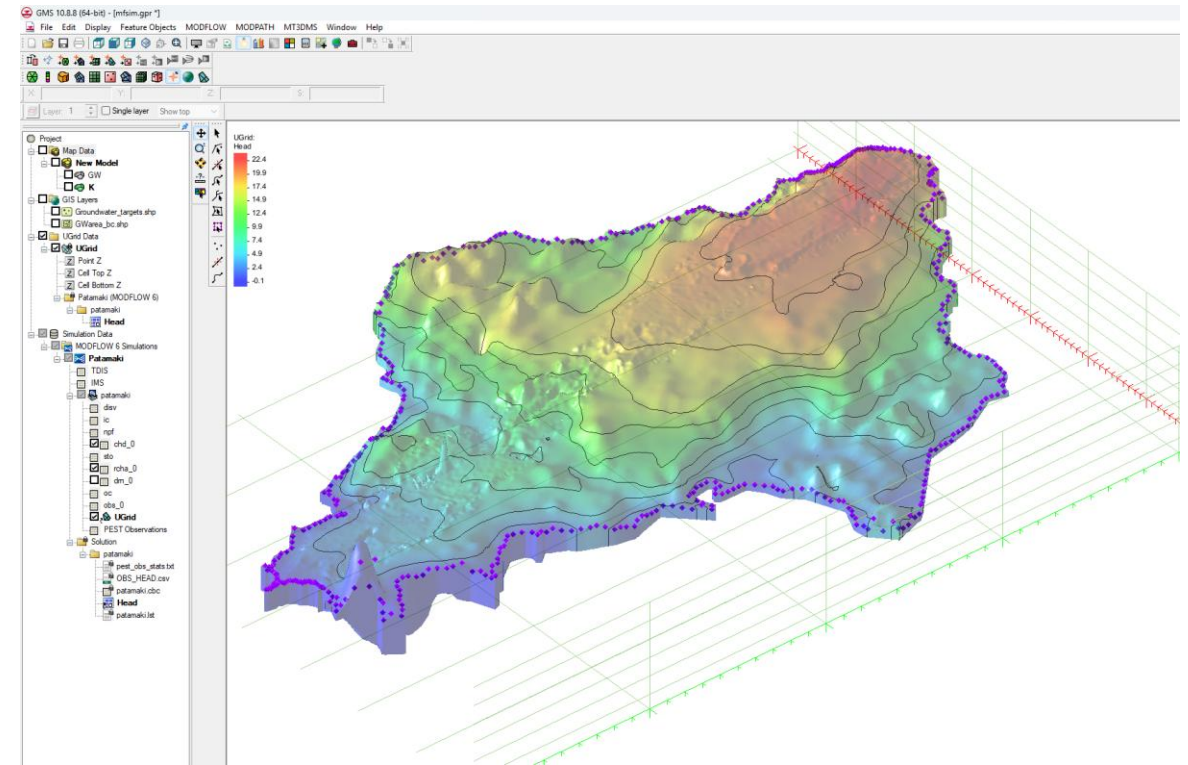 GMS 10.8.8 (64-bit) - [mfsim.gpr *]
File Edit Display Feature Objects MODFLOW MODPATH MT3DMS Window Help
X: Y: Z: S:
Layer: 1 Single layer Show top
Project
Map Data
New Model
GW
K
GIS Layers
Groundwater_targets.shp
GWarea_bc.shp
UGrid Data
UGrid
Point Z
Cell Top Z
Cell Bottom Z
Patamaki (MODFLOW 6)
patamaki
Head
Simulation Data
MODFLOW 6 Simulations
Patamaki
TDIS
IMS
patamaki
disv
ic
npf
chd_0
sto
rcha_0
drn_0
oc
obs_0
UGrid
PEST Observations
Solution
patamaki
pest_obs_stats.txt
OBS_HEAD.csv
patamaki.cbc
Head
patamaki.lst
UGrid:
Head
22.4
19.9
17.4
14.9
12.4
9.9
7.4
4.9
2.4
-0.1